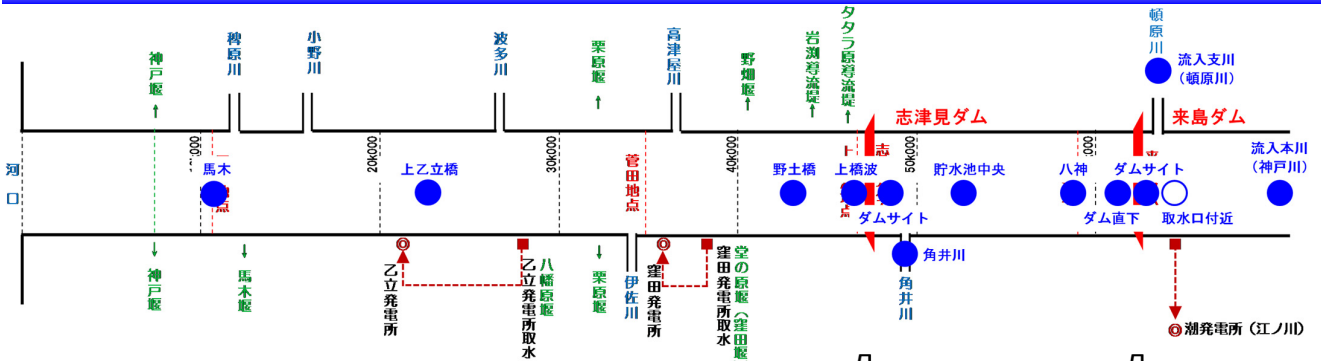 神戸堰
稗原川
小野川
波多川
栗原堰
高津屋川
野畑堰
岩渕導流堤
タタラ原導流堤
頓原川
流入支川
(頓原川)
志津見ダム
来島ダム
20K000
30K000
40K000
50K000
河口
馬木
上乙立橋
菅田地点
野土橋
上橋波
貯水池中央
八神
ダムサイト
流入本川
(神戸川)
ダムサイト
ダム直下
取水口付近
角井川
神戸堰
馬木堰
乙立発電所
乙立発電所取水
八幡原堰
栗原堰
伊佐川
窪田発電所
窪田発電所取水
堂の原堰(窪田堰
角井川
潮発電所(江ノ川)